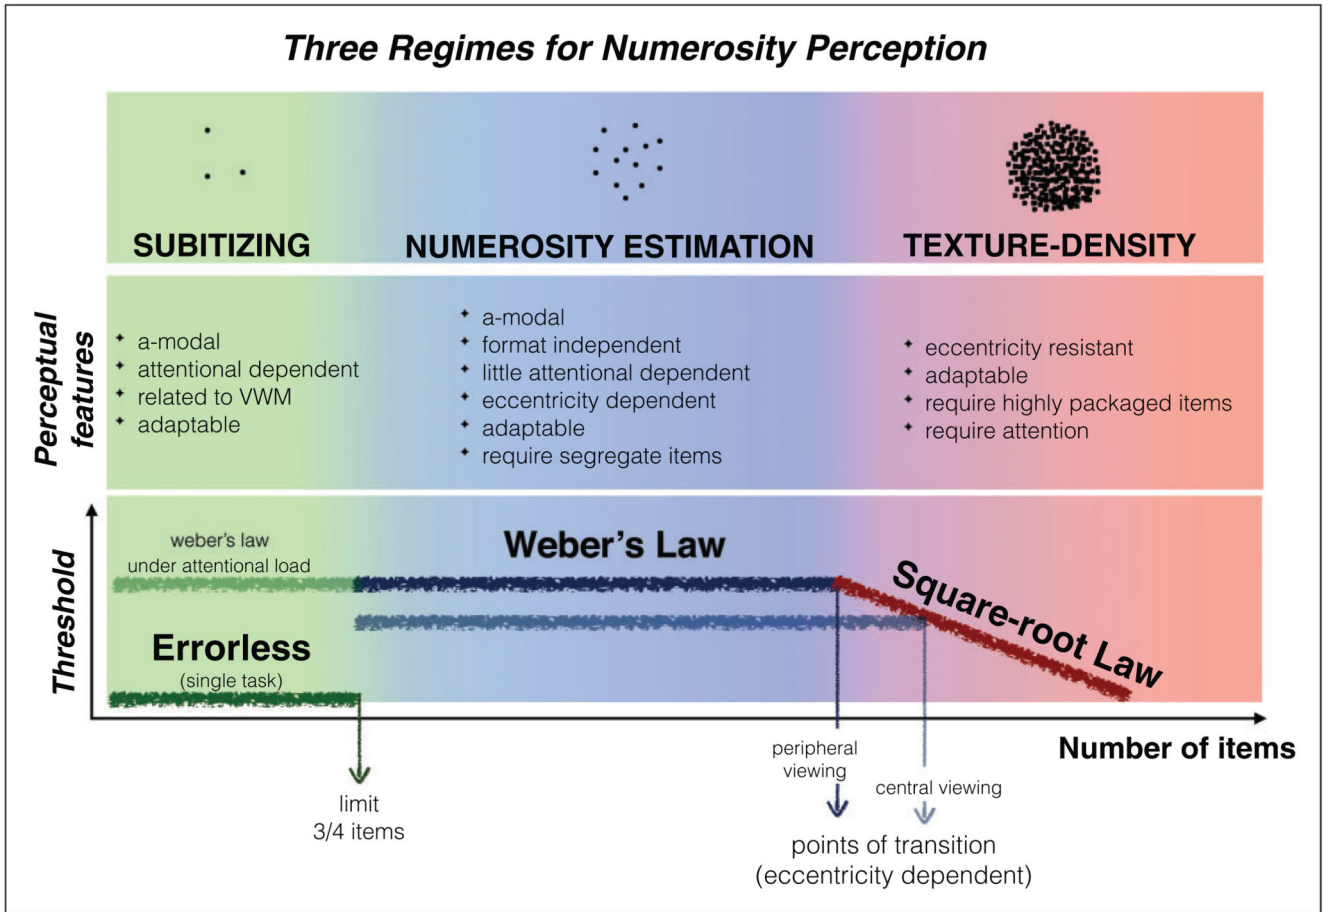 Three Regimes for Numerosity Perception
SUBITIZING
NUMEROSITY ESTIMATION
TEXTURE-DENSITY
Perceptual
features
a-modal
attentional dependent
related to VWM
adaptable
a-modal
format independent
little attentional dependent
eccentricity dependent
adaptable
require segregate items
eccentricity resistant
adaptable
require highly packaged items
require attention
Threshold
weber's law
under attentional load
Errorless
(single task)
Weber's Law
Square-root Law
Number of items
limit
3/4 items
peripheral
viewing
central viewing
points of transition
(eccentricity dependent)